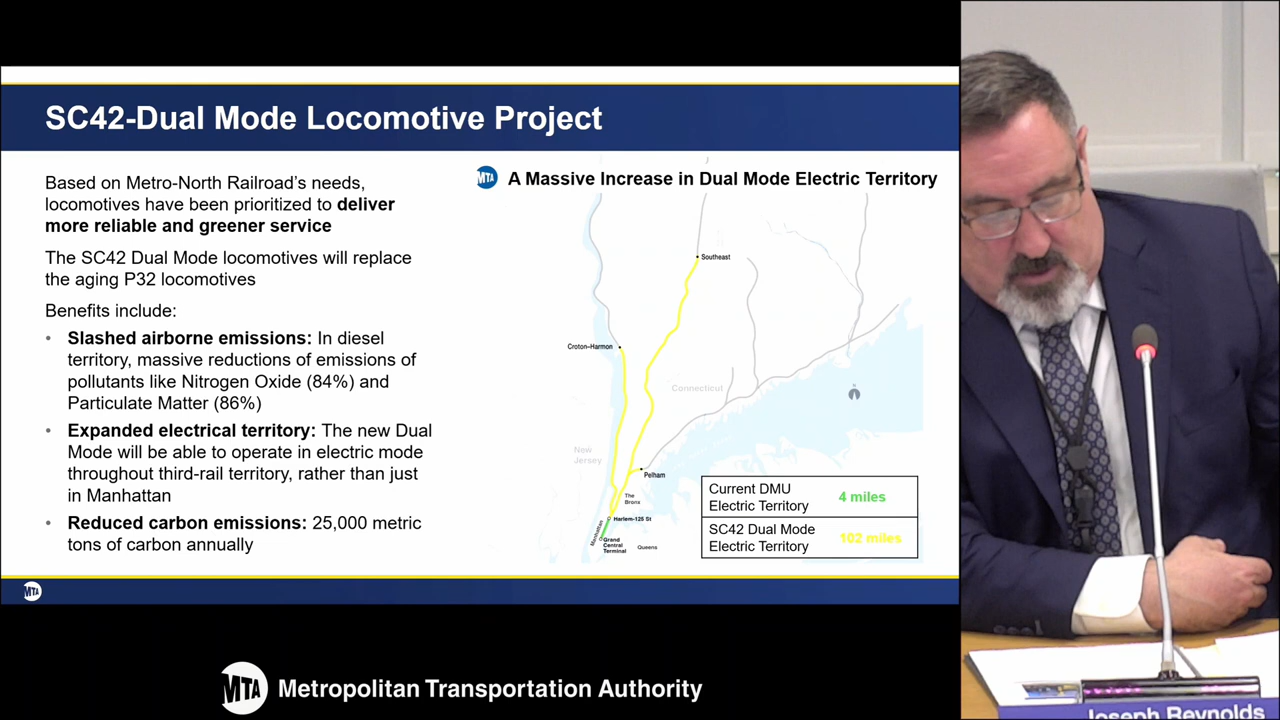 SC42-Dual Mode Locomotive Project
Based on Metro-North Railroad's needs,
locomotives have been prioritized to deliver
more reliable and greener service
The SC42 Dual Mode locomotives will replace
the aging P32 locomotives
Benefits include:
• Slashed airborne emissions: In diesel
territory, massive reductions of emissions of
pollutants like Nitrogen Oxide (84%) and
Particulate Matter (86%)
• Expanded electrical territory: The new Dual
Mode will be able to operate in electric mode
throughout third-rail territory, rather than just
in Manhattan
• Reduced carbon emissions: 25,000 metric
tons of carbon annually
MTA
A Massive Increase in Dual Mode Electric Territory
Southeast
Croton–Harmon
Connecticut
New
Jersey
Pelham
The
Bronx
Harlem–125 St
Manhattan
Grand
Central
Terminal
Queens
Current DMU
Electric Territory
4 miles
SC42 Dual Mode
Electric Territory
102 miles
MTA
MTA
Metropolitan Transportation Authority
Joseph Reynolds